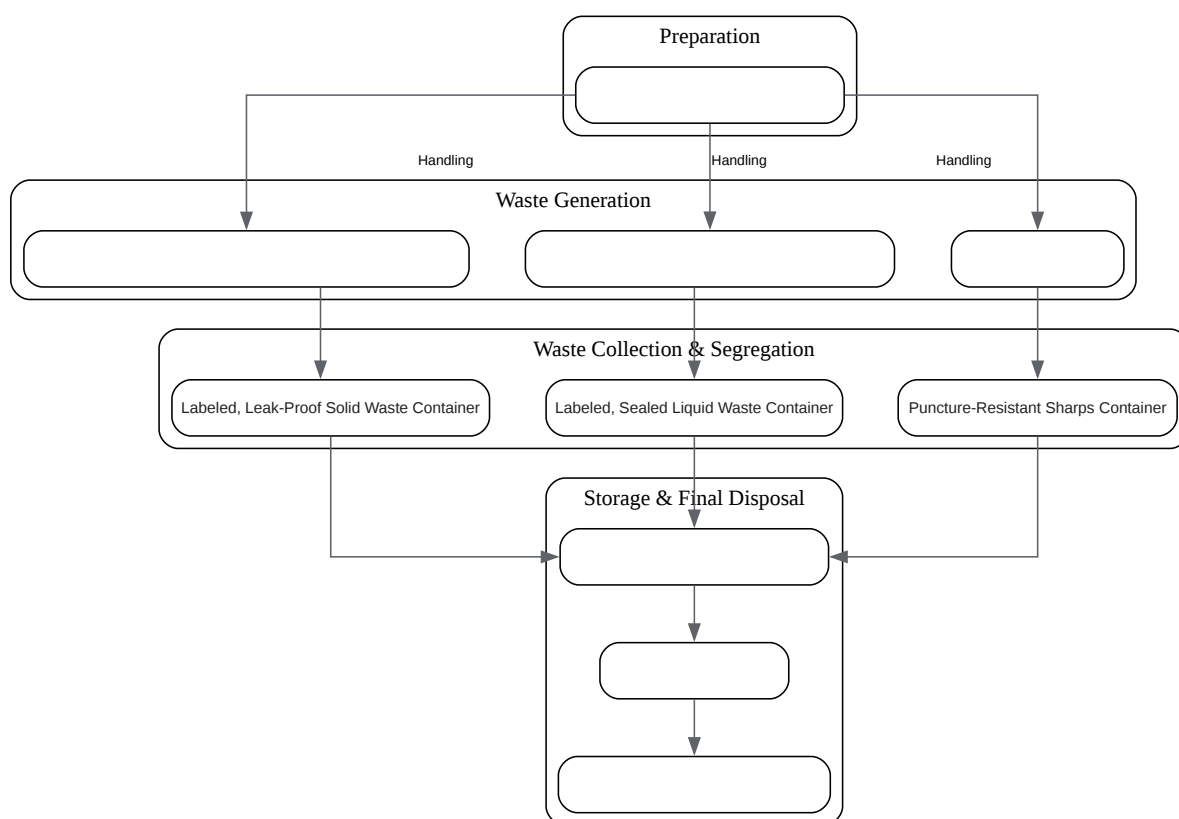 Preparation
Handling
Handling
Handling
Waste Generation
Waste Collection & Segregation
Labeled, Leak-Proof Solid Waste Container
Labeled, Sealed Liquid Waste Container
Puncture-Resistant Sharps Container
Storage & Final Disposal